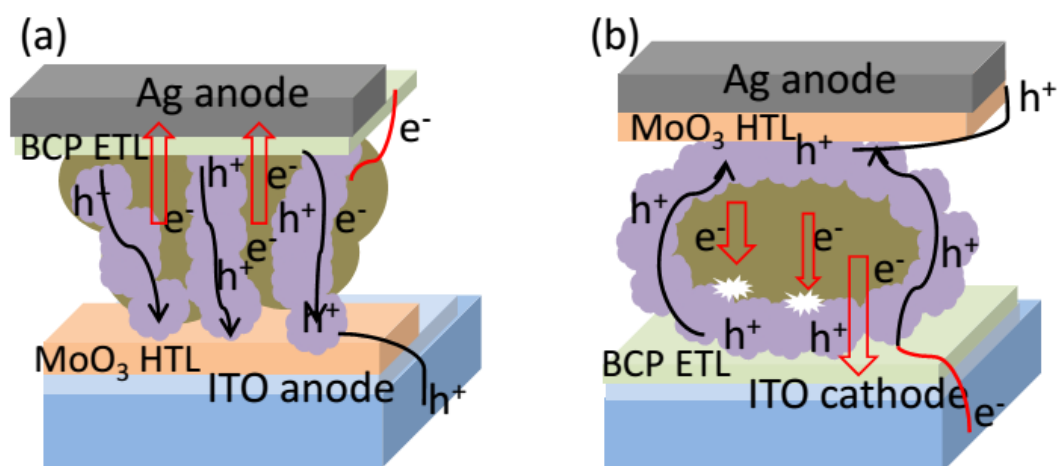 (a)
Ag anode
BCP ETL
e-
h+
h+
e-
h+
e-
e-
e-
h+
h+
MoO3 HTL
ITO anode
h+
(b)
Ag anode
h+
MoO3 HTL
h+
h+
e-
e-
e-
h+
h+
h+
BCP ETL
ITO cathode
e-